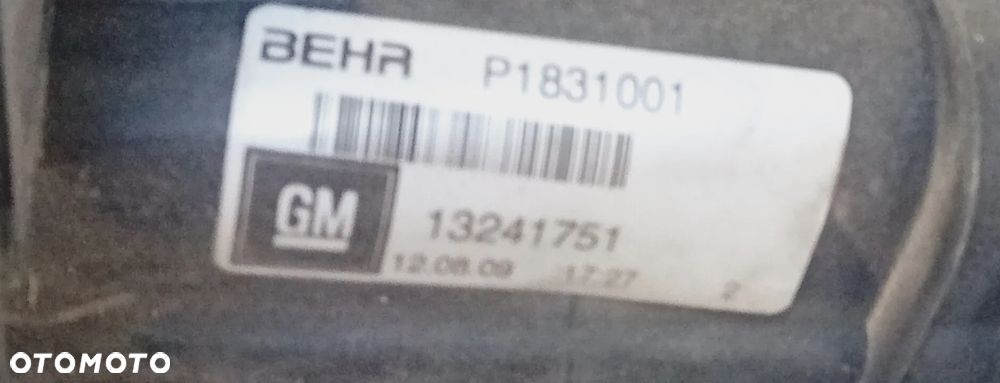 BEHR P1831001
GM 13241751
12.08.09 17:27 2
OTOMOTO